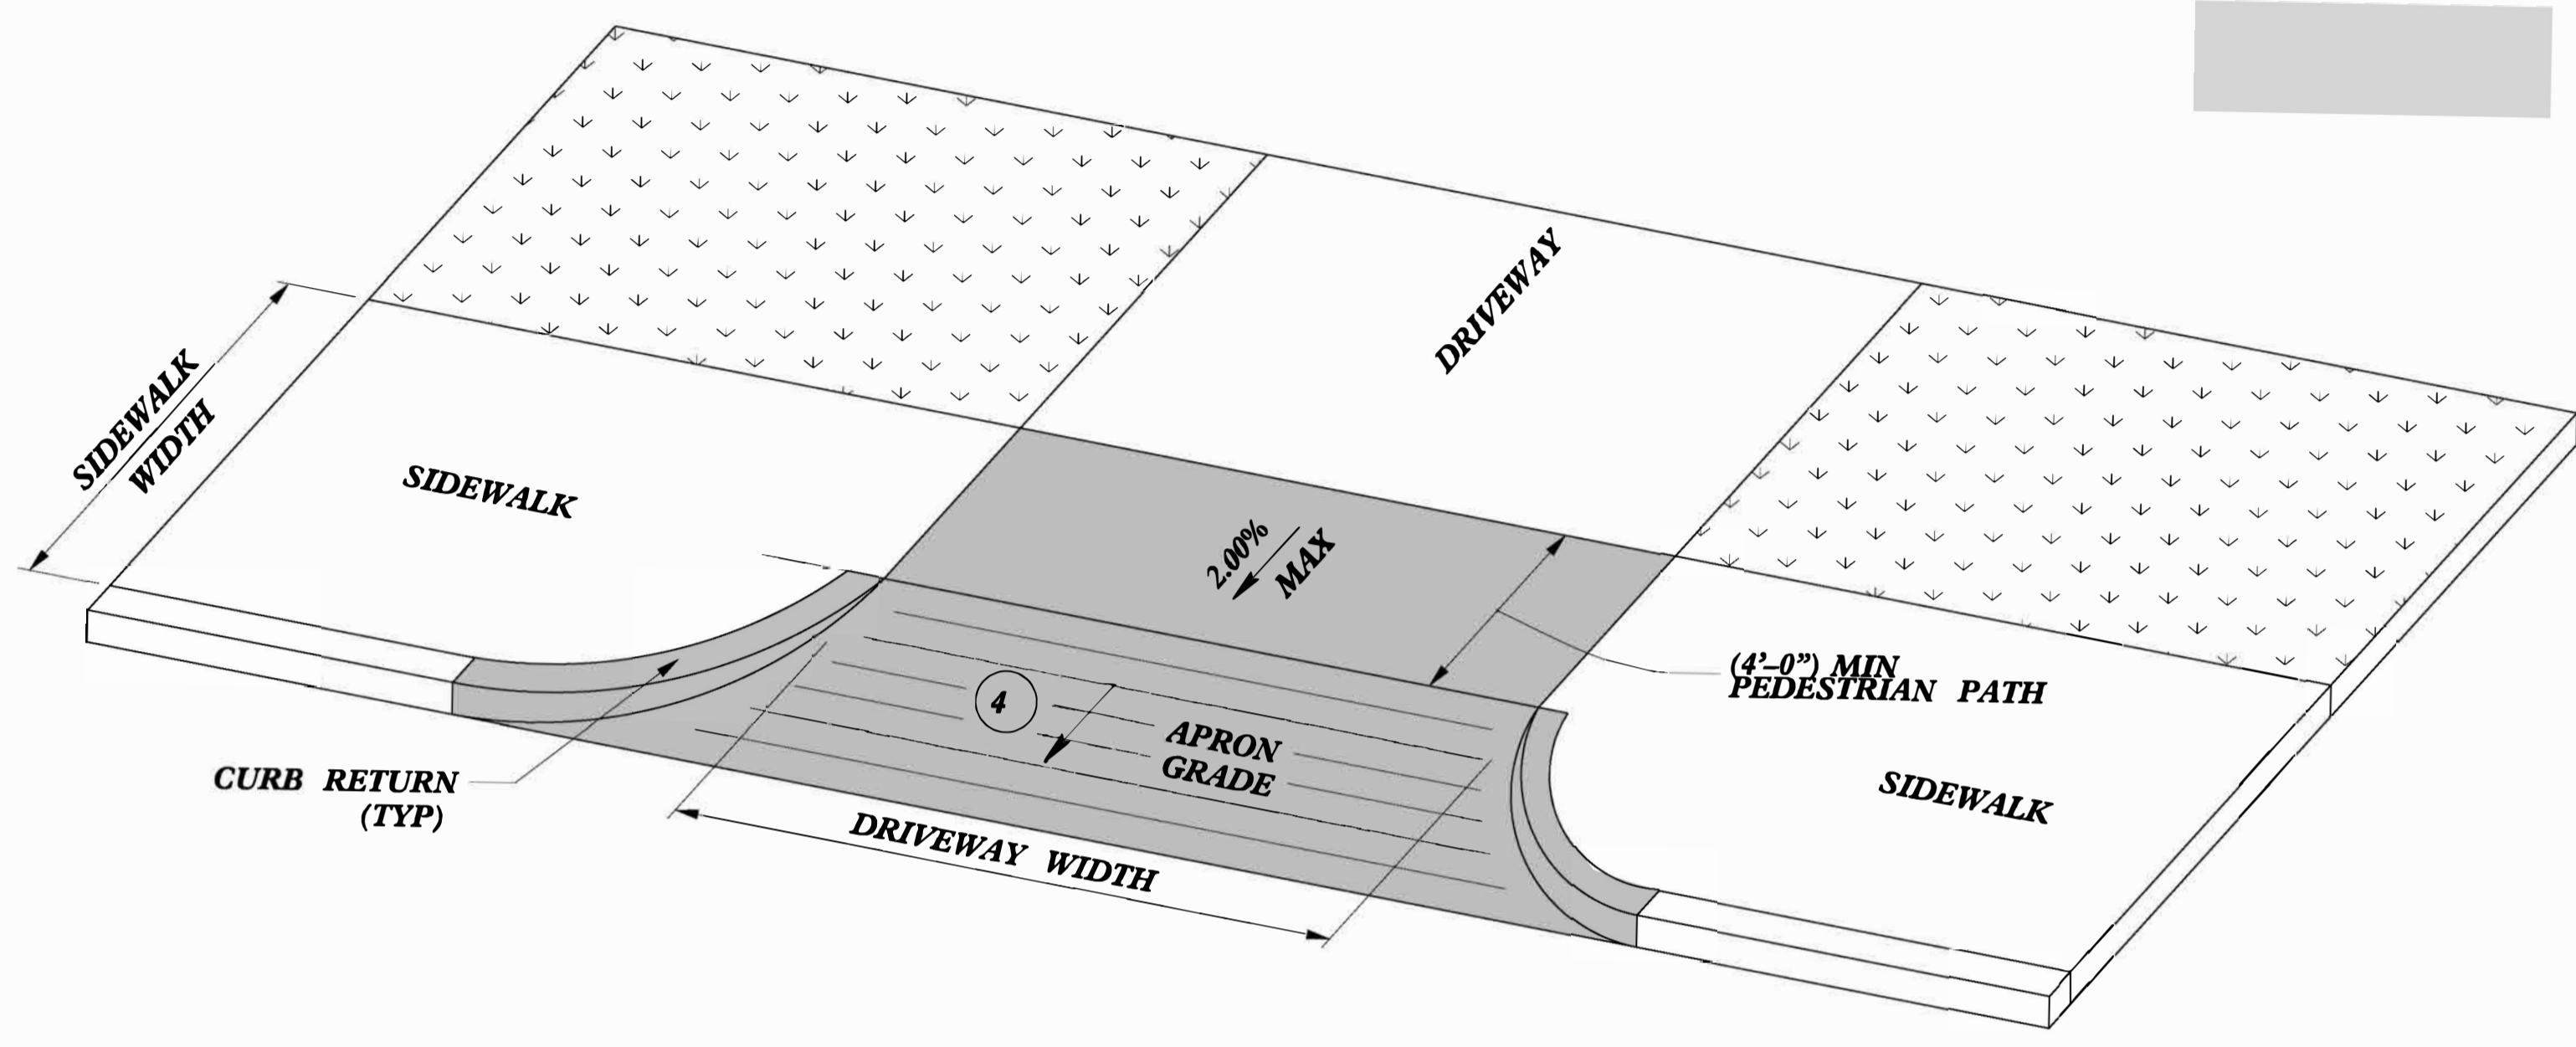 DRIVEWAY
SIDEWALK
WIDTH
SIDEWALK
2.00%
MAX
(4’–0”) MIN
PEDESTRIAN PATH
4
APRON
GRADE
CURB RETURN
(TYP)
SIDEWALK
DRIVEWAY WIDTH